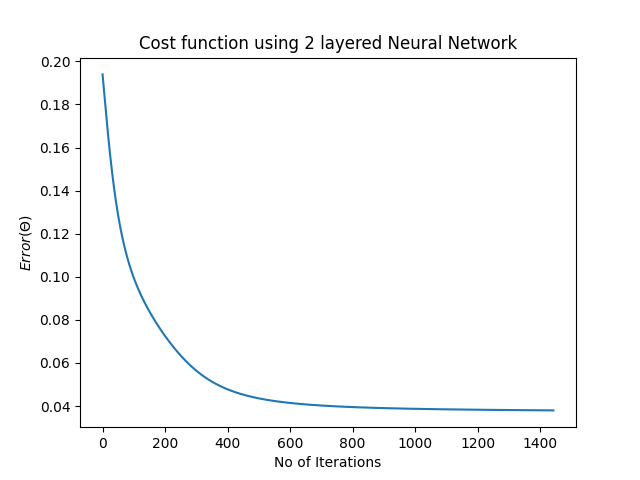 Cost function using 2 layered Neural Network
0.20
0.18
0.16
0.14
0.12
0.10
0.08
0.06
0.04
Error(Θ)
0 200 400 600 800 1000 1200 1400
No of Iterations